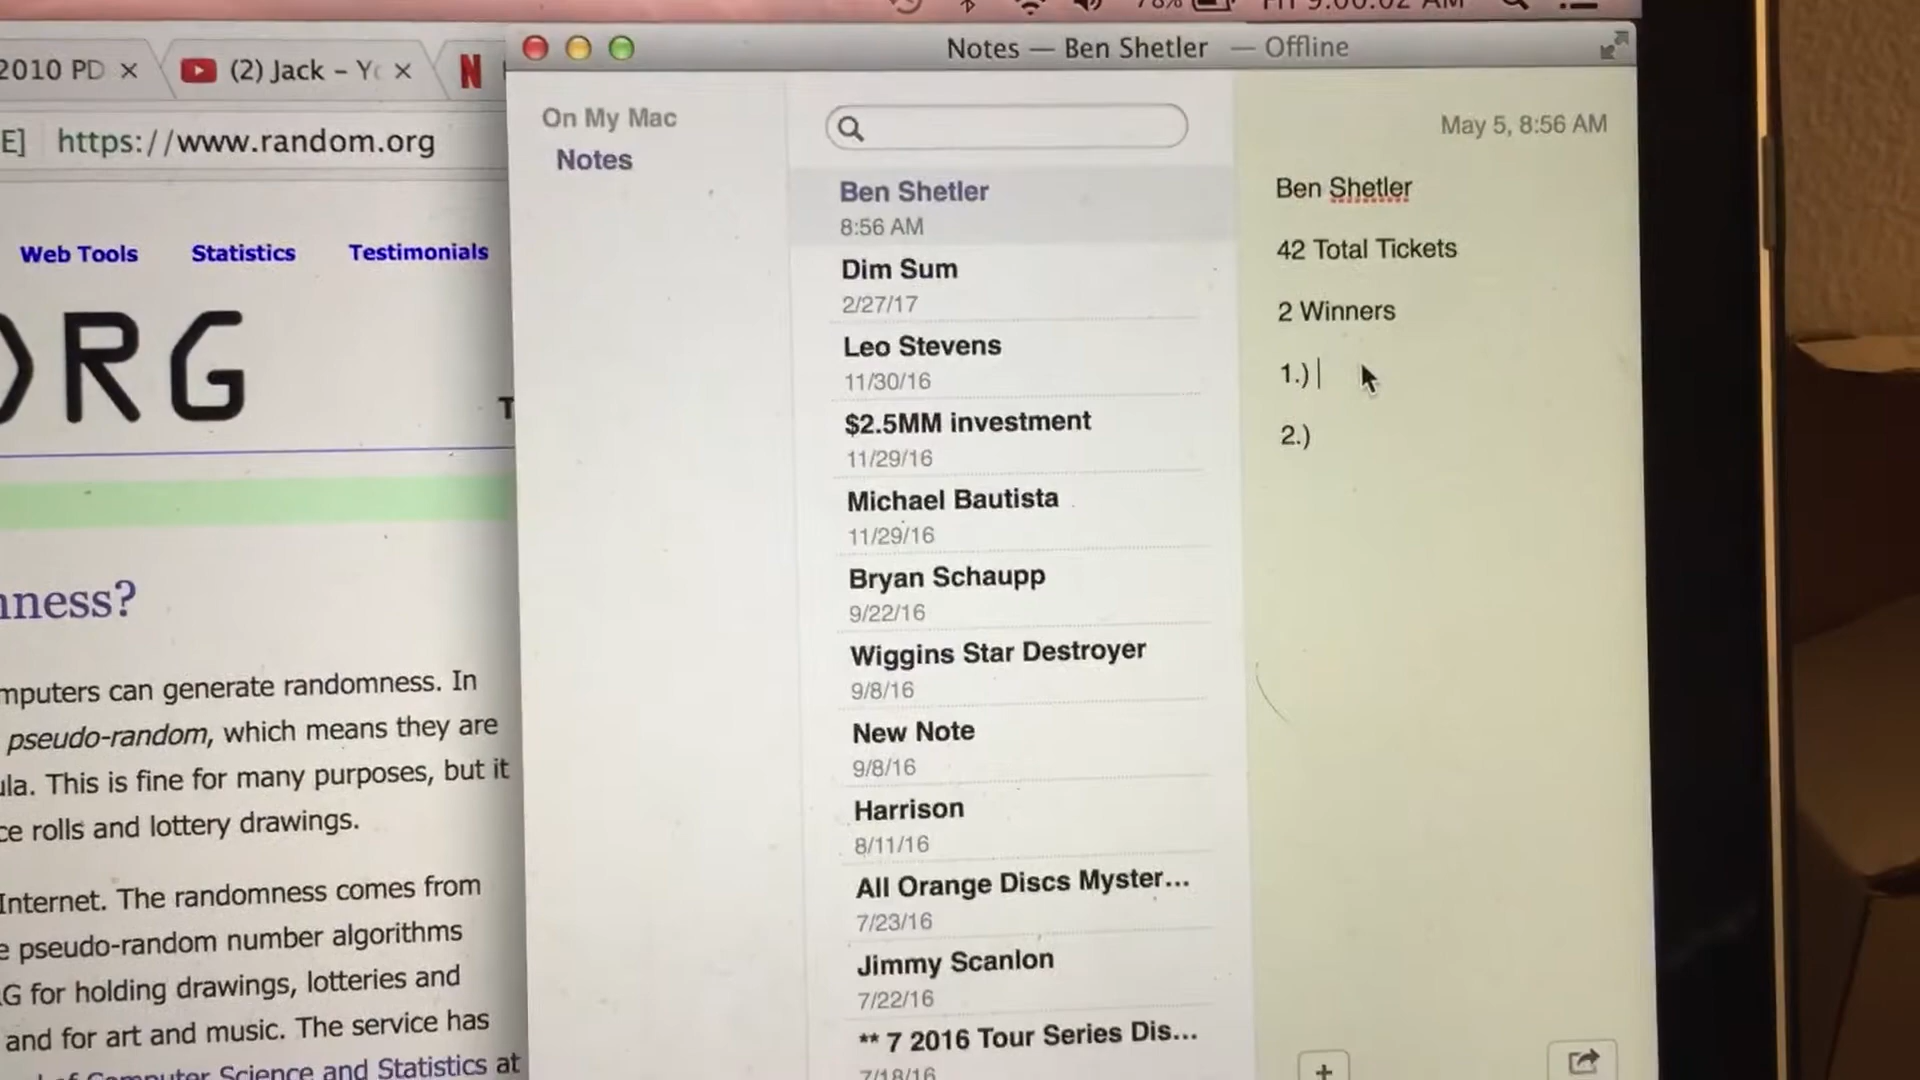 78% Fri 9:00:02 AM
Notes — Ben Shetler — Offline
2010 PD
(2) Jack – Yo
N
E] https://www.random.org
Web Tools Statistics Testimonials
ORG
mness?
mputers can generate randomness. In
pseudo-random, which means they are
ula. This is fine for many purposes, but it
ce rolls and lottery drawings.
Internet. The randomness comes from
e pseudo-random number algorithms
G for holding drawings, lotteries and
and for art and music. The service has
of Computer Science and Statistics at
On My Mac
Notes
Ben Shetler
8:56 AM
Dim Sum
2/27/17
Leo Stevens
11/30/16
$2.5MM investment
11/29/16
Michael Bautista
11/29/16
Bryan Schaupp
9/22/16
Wiggins Star Destroyer
9/8/16
New Note
9/8/16
Harrison
8/11/16
All Orange Discs Myster...
7/23/16
Jimmy Scanlon
7/22/16
** 7 2016 Tour Series Dis...
7/18/16
May 5, 8:56 AM
Ben Shetler
42 Total Tickets
2 Winners
1.)
2.)